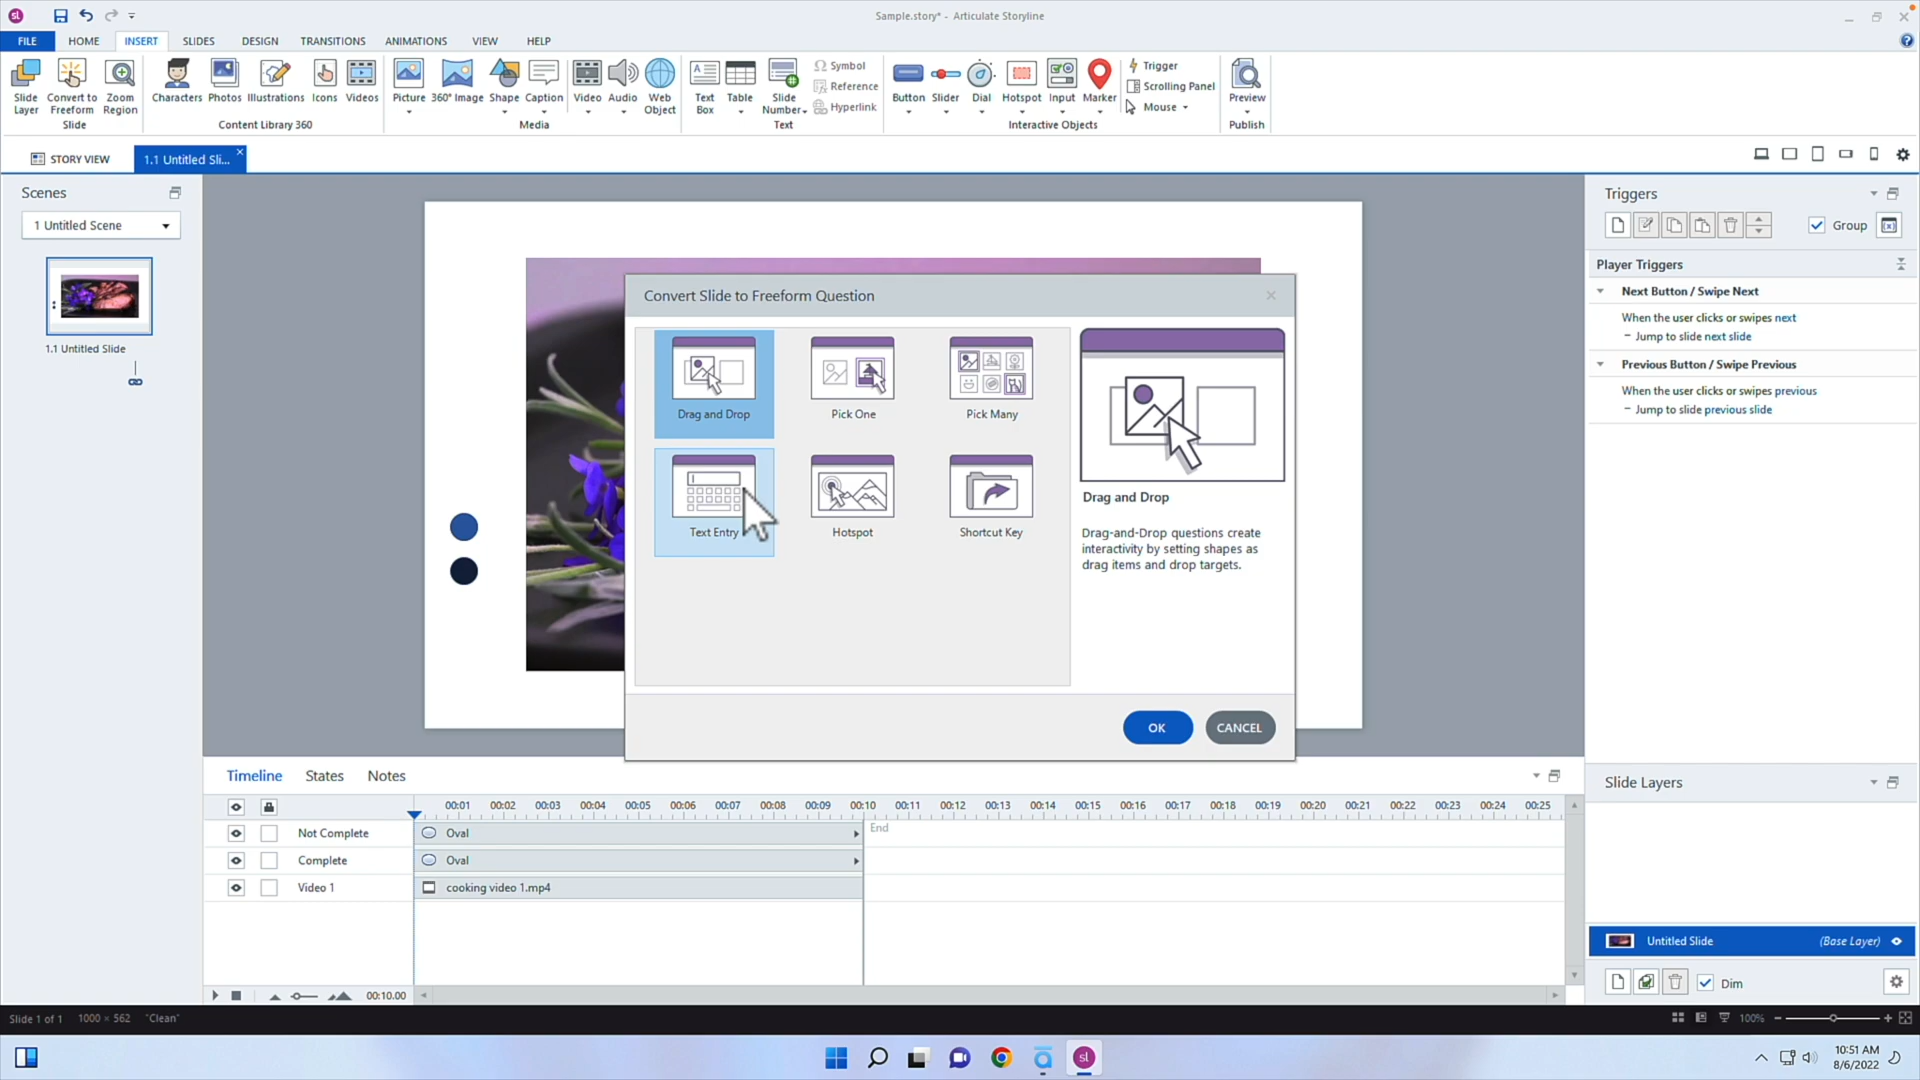 sl
Sample.story* - Articulate Storyline
FILE HOME INSERT SLIDES DESIGN TRANSITIONS ANIMATIONS VIEW HELP
Slide Layer
Convert to Freeform
Zoom Region
Slide
Characters
Photos
Illustrations
Icons
Videos
Content Library 360
Picture
360° Image
Shape
Caption
Video
Audio
Web Object
Media
Text Box
Table
Slide Number
Symbol
Reference
Hyperlink
Text
Button
Slider
Dial
Hotspot
Input
Marker
Trigger
Scrolling Panel
Mouse
Interactive Objects
Preview
Publish
STORY VIEW
1.1 Untitled Sli...
Scenes
1 Untitled Scene
1.1 Untitled Slide
Convert Slide to Freeform Question
Drag and Drop
Pick One
Pick Many
Text Entry
Hotspot
Shortcut Key
Drag and Drop
Drag-and-Drop questions create
interactivity by setting shapes as
drag items and drop targets.
OK
CANCEL
Triggers
Group
Player Triggers
Next Button / Swipe Next
When the user clicks or swipes next
- Jump to slide next slide
Previous Button / Swipe Previous
When the user clicks or swipes previous
- Jump to slide previous slide
Timeline States Notes
00:01 00:02 00:03 00:04 00:05 00:06 00:07 00:08 00:09 00:10 00:11 00:12 00:13 00:14 00:15 00:16 00:17 00:18 00:19 00:20 00:21 00:22 00:23 00:24 00:25
Not Complete Oval End
Complete Oval
Video 1 cooking video 1.mp4
00:10.00
Slide Layers
Untitled Slide (Base Layer)
Dim
Slide 1 of 1 1000 × 562 "Clean"
100%
sl
10:51 AM
8/6/2022